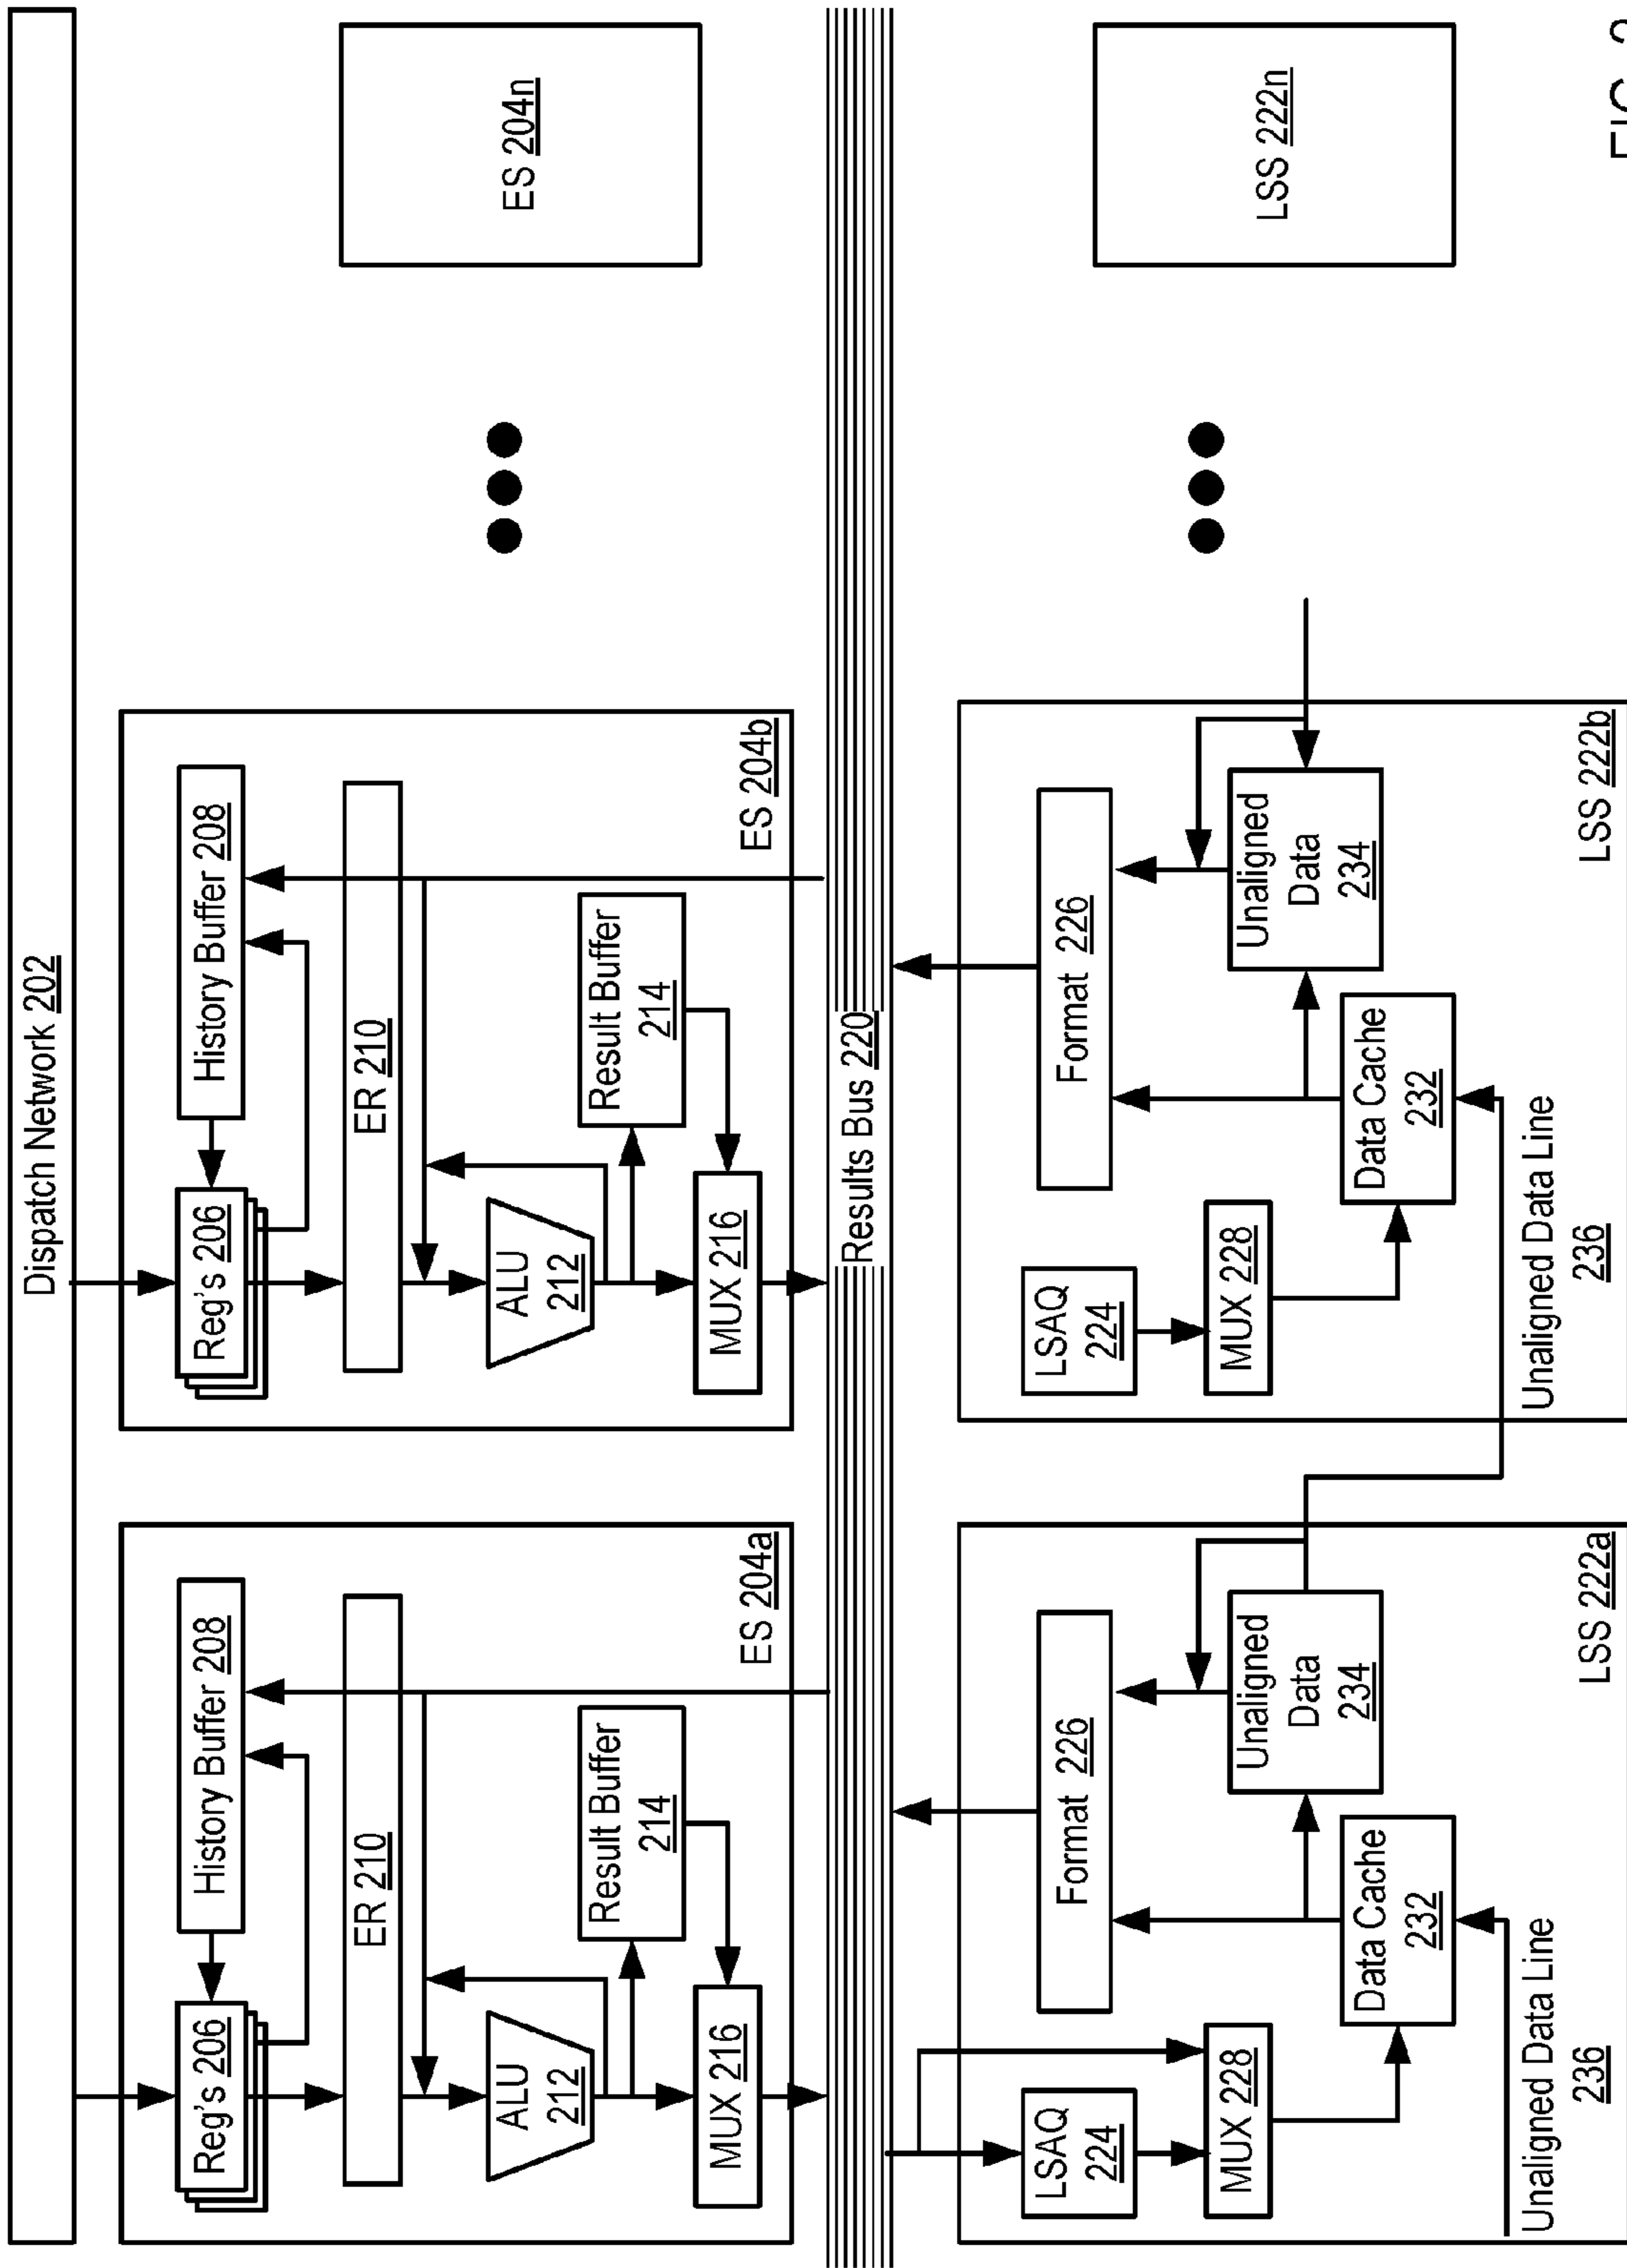 Dispatch Network 202
Reg's 206
History Buffer 208
ER 210
ALU
212
Result Buffer
214
MUX 216
ES 204a
Reg's 206
History Buffer 208
ER 210
ALU
212
Result Buffer
214
MUX 216
ES 204b
ES 204n
Results Bus 220
LSAQ
224
MUX 228
Format 226
Data Cache
232
Unaligned
Data
234
Unaligned Data Line
236
LSS 222a
LSAQ
224
MUX 228
Format 226
Data Cache
232
Unaligned
Data
234
Unaligned Data Line
236
LSS 222b
LSS 222n